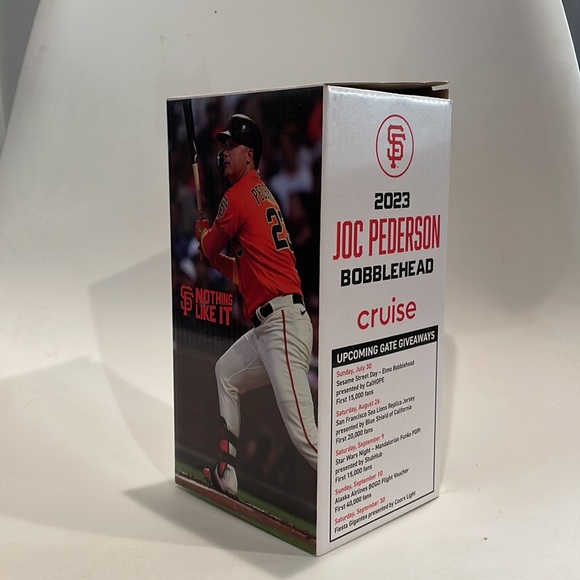 PEDE
2
SF NOTHING
LIKE IT
SF
2023
JOC PEDERSON
BOBBLEHEAD
cruise
UPCOMING GATE GIVEAWAYS
Sunday, July 30
Sesame Street Day - Elmo Bobblehead
presented by CalHOPE
First 15,000 fans
Saturday, August 26
San Francisco Sea Lions Replica Jersey
presented by Blue Shield of California
First 20,000 fans
Saturday, September 9
Star Wars Night - Mandalorian Funko POP!
presented by StubHub
First 15,000 fans
Sunday, September 10
Alaska Airlines BOGO Flight Voucher
First 40,000 fans
Saturday, September 30
Fiesta Gigantes presented by Coors Light